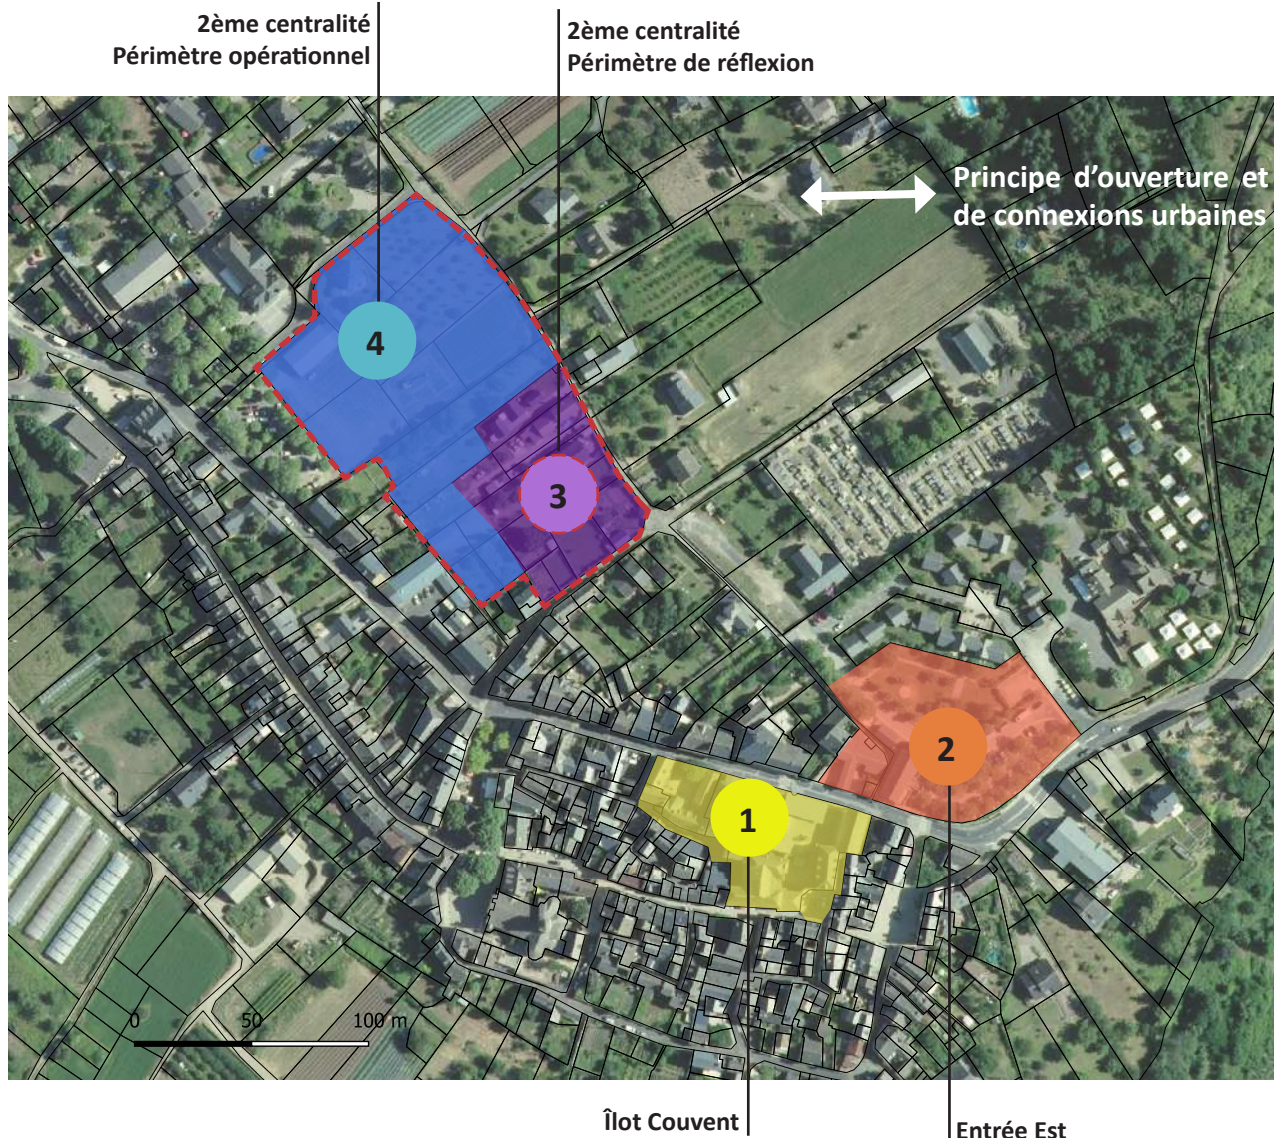 2ème centralité
Périmètre opérationnel
2ème centralité
Périmètre de réflexion
Principe d'ouverture et
de connexions urbaines
4
3
2
1
0 50 100 m
Îlot Couvent
Entrée Est